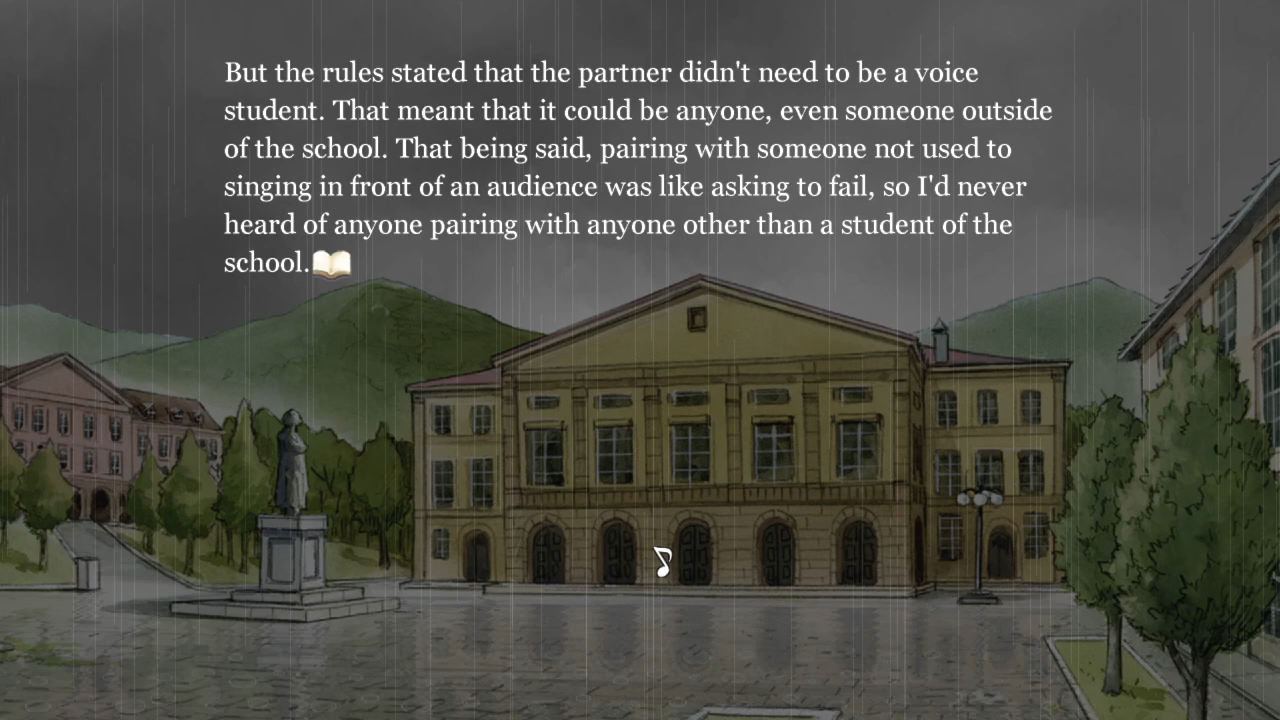 But the rules stated that the partner didn't need to be a voice
student. That meant that it could be anyone, even someone outside
of the school. That being said, pairing with someone not used to
singing in front of an audience was like asking to fail, so I'd never
heard of anyone pairing with anyone other than a student of the
school.